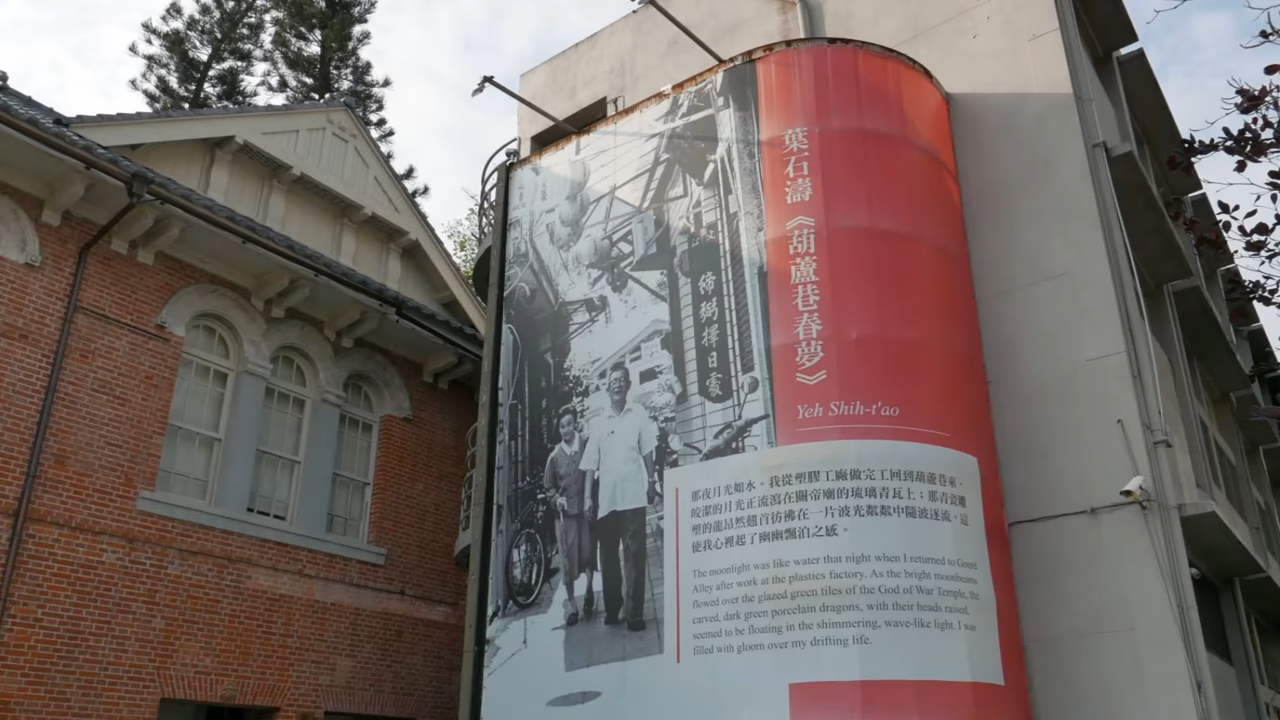 葉石濤《葫蘆巷春夢》
Yeh Shih-t'ao
那夜月光如水。我從塑膠工廠做完工回到葫蘆巷來，
皎潔的月光正流瀉在關帝廟的琉璃青瓦上；那青瓷雕
塑的龍昂然翹首彷彿在一片波光粼粼中隨波逐流。這
使我心裡起了幽幽飄泊之感。
The moonlight was like water that night when I returned to Gourd
Alley after work at the plastics factory. As the bright moonbeams
flowed over the glazed green tiles of the God of War Temple, the
carved, dark green porcelain dragons, with their heads raised,
seemed to be floating in the shimmering, wave-like light. I was
filled with gloom over my drifting life.